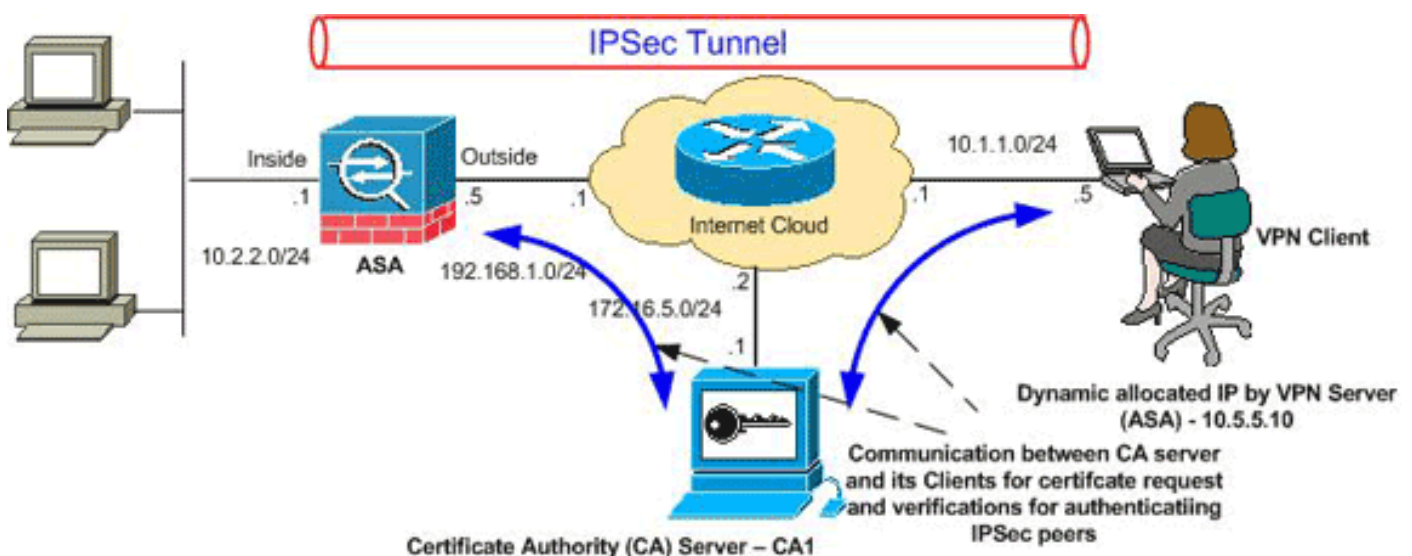 IPSec Tunnel
Inside
.1
10.2.2.0/24
ASA
Outside
.5
192.168.1.0/24
.1
Internet Cloud
.2
172.16.5.0/24
.1
10.1.1.0/24
.1
.5
VPN Client
Dynamic allocated IP by VPN Server
(ASA) - 10.5.5.10
Communication between CA server
and its Clients for certifcate request
and verifications for authenticatiing
IPSec peers
Certificate Authority (CA) Server – CA1